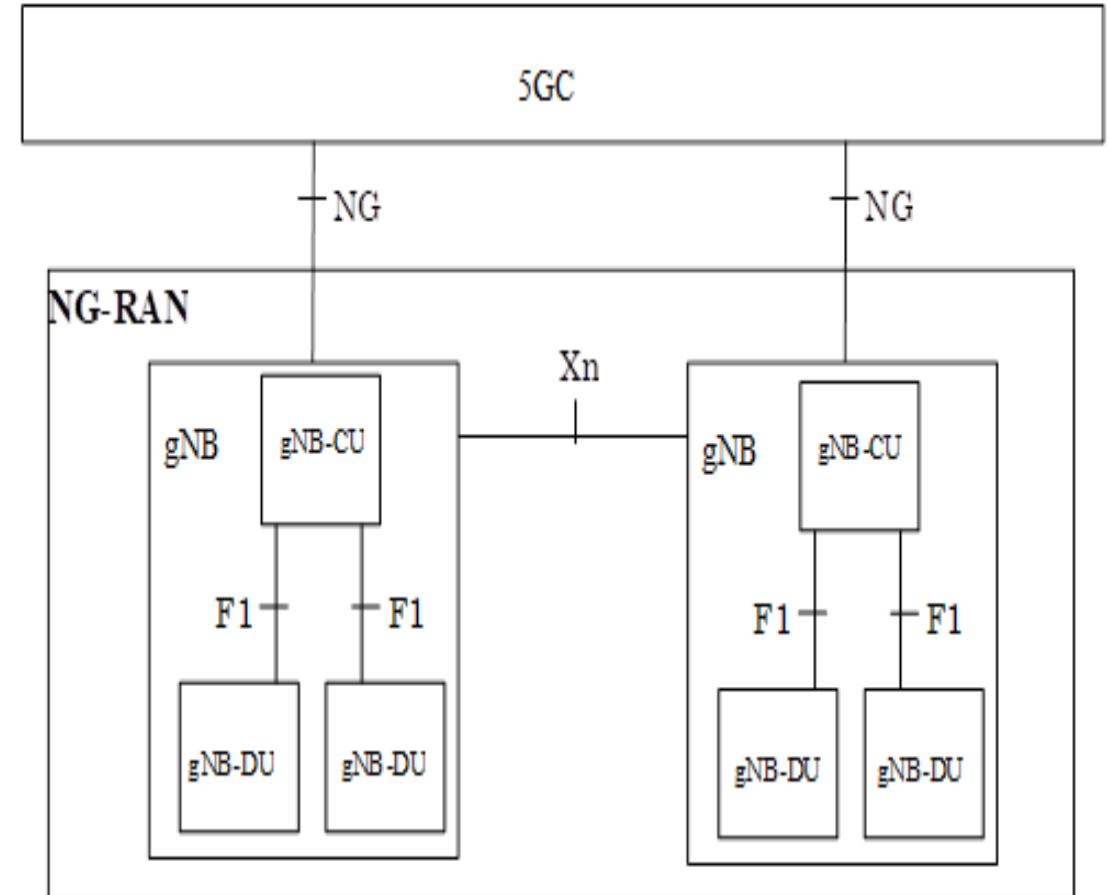 5GC
NG
NG
NG-RAN
Xn
gNB
gNB-CU
gNB
gNB-CU
F1
F1
F1
F1
gNB-DU
gNB-DU
gNB-DU
gNB-DU